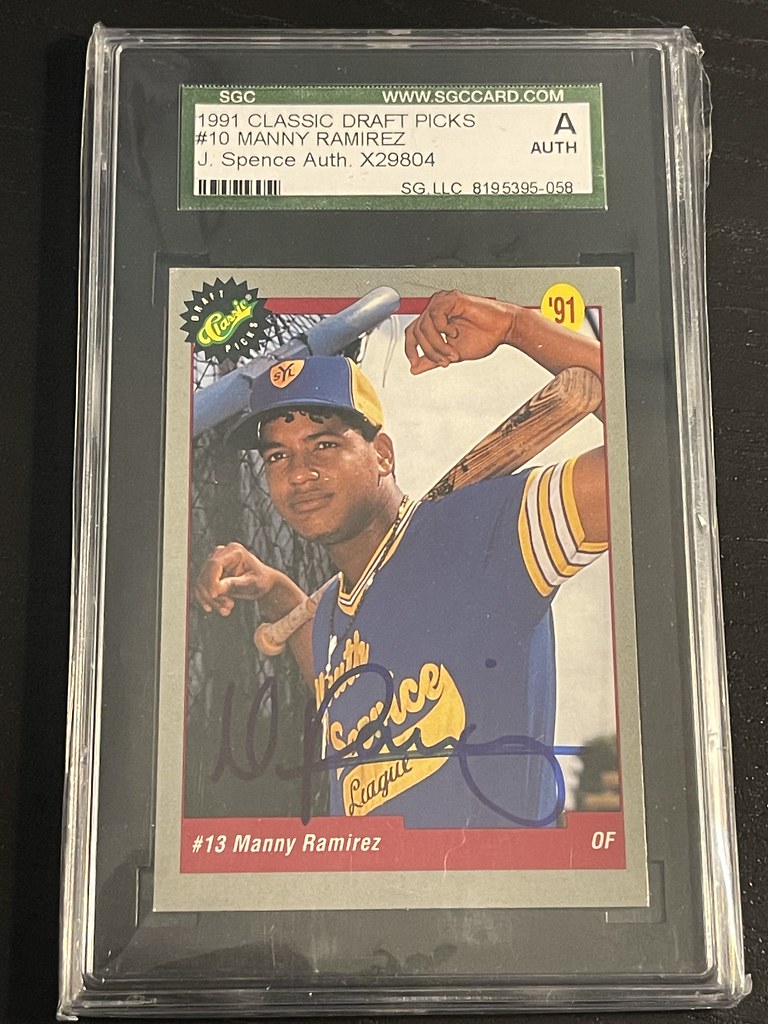 SGC WWW.SGCCARD.COM
1991 CLASSIC DRAFT PICKS
#10 MANNY RAMIREZ
J. Spence Auth. X29804
A
AUTH
SG, LLC 8195395-058
DRAFT
Classic®
PICKS
'91
SYL
Youth
Service
League
#13 Manny Ramirez OF